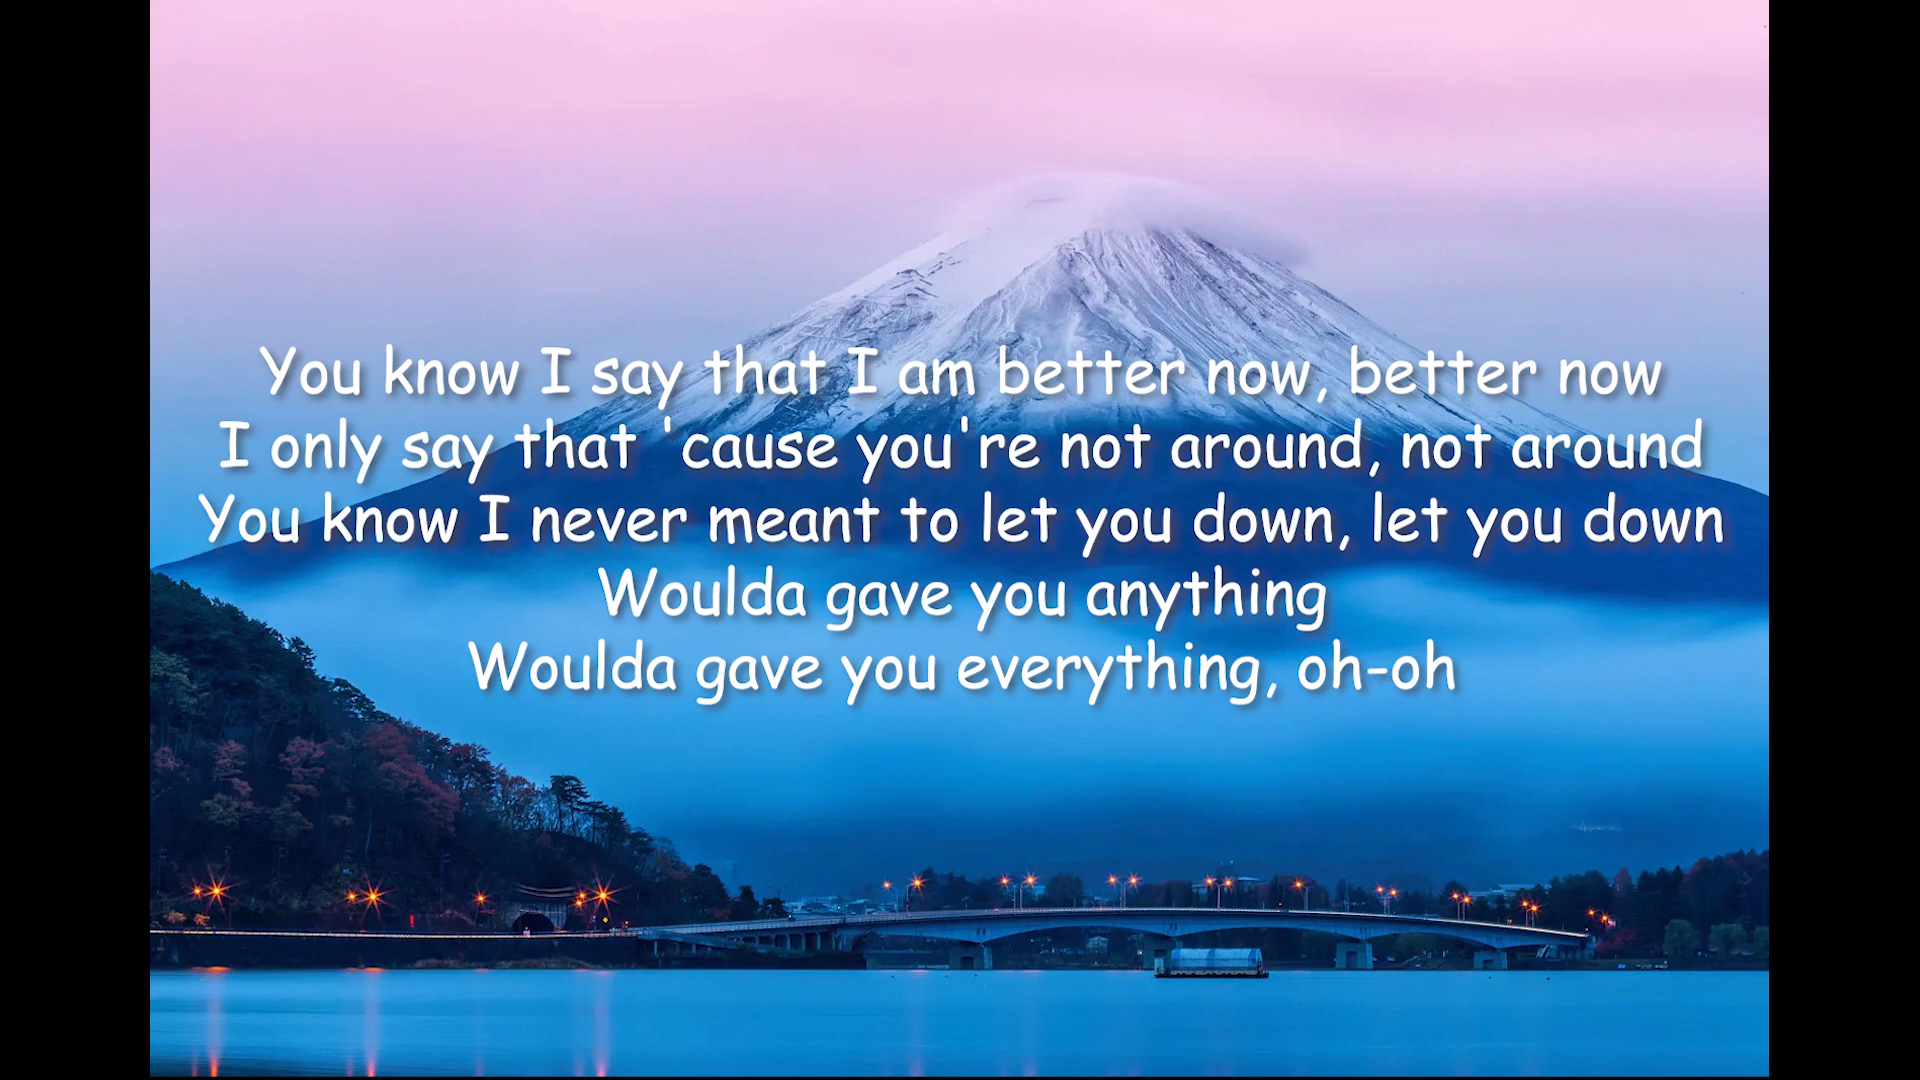 You know I say that I am better now, better now
I only say that 'cause you're not around, not around
You know I never meant to let you down, let you down
Woulda gave you anything
Woulda gave you everything, oh-oh